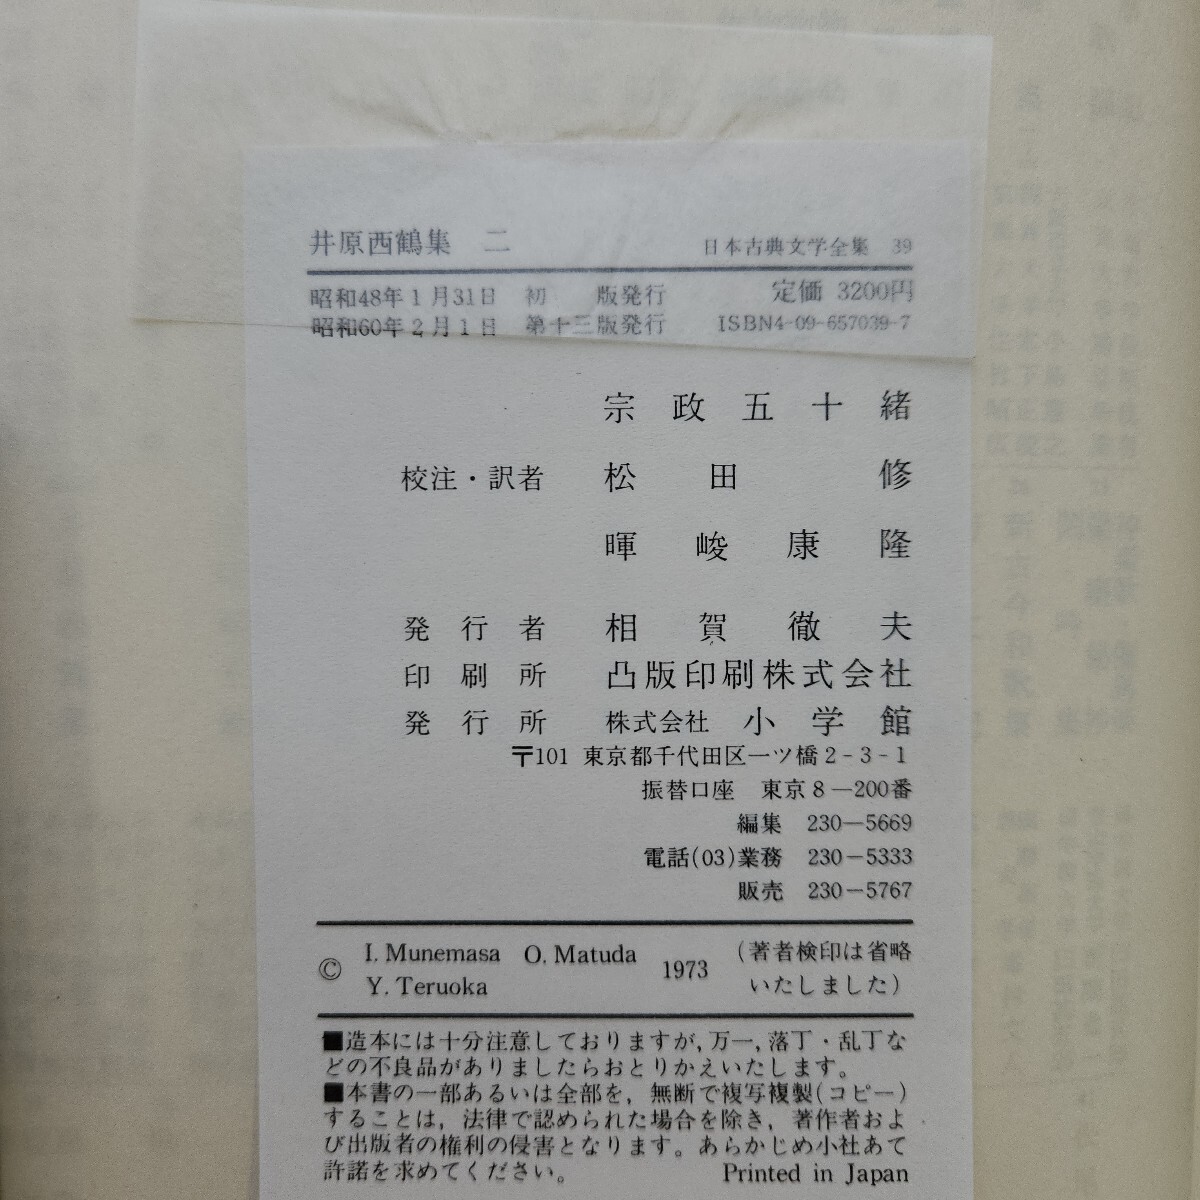 井原西鶴集 二
日本古典文学全集 39
昭和48年1月31日 初 版発行 定価 3200円
昭和60年2月1日 第十三版発行 ISBN4-09-657039-7
宗政五十緒
校注・訳者 松田 修
暉峻康隆
発行者 相賀徹夫
印刷所 凸版印刷株式会社
発行所 株式会社 小学館
〒101 東京都千代田区一ツ橋2-3-1
振替口座 東京8-200番
編集 230-5669
電話(03)業務 230-5333
販売 230-5767
© I. Munemasa O. Matuda
Y. Teruoka 1973
(著者検印は省略
いたしました)
■造本には十分注意しておりますが,万一,落丁・乱丁な
どの不良品がありましたらおとりかえいたします。
■本書の一部あるいは全部を,無断で複写複製(コピー)
することは,法律で認められた場合を除き,著作者およ
び出版者の権利の侵害となります。あらかじめ小社あて
許諾を求めてください。 Printed in Japan